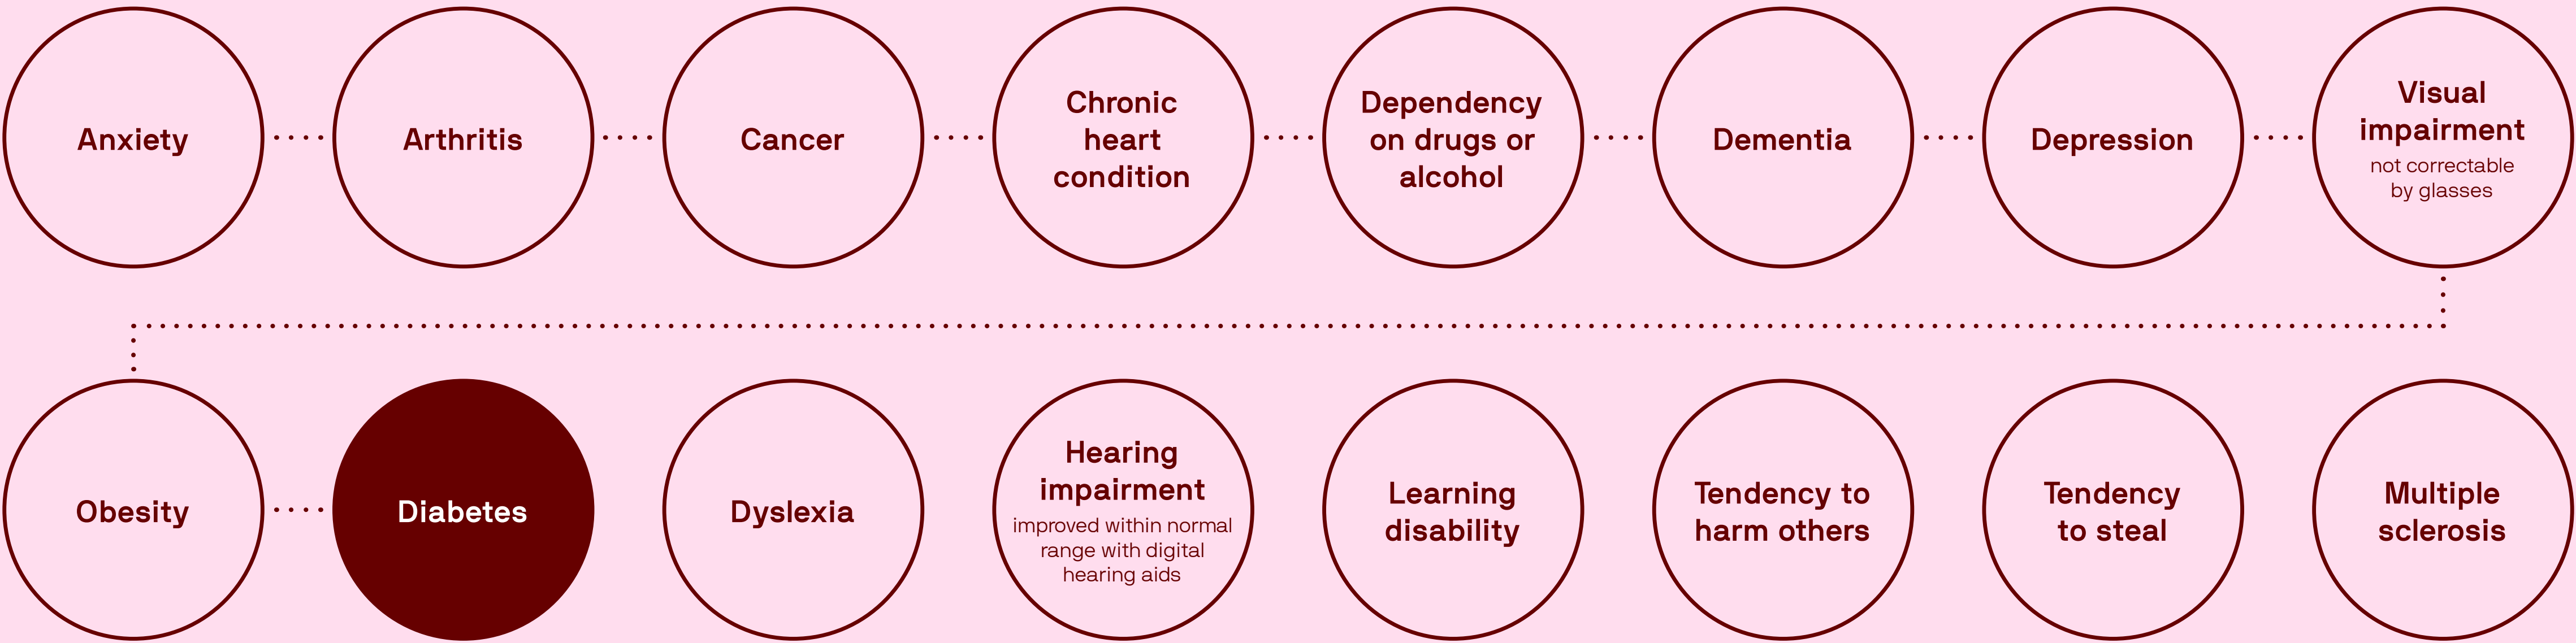 Anxiety
Arthritis
Cancer
Chronic
heart
condition
Dependency
on drugs or
alcohol
Dementia
Depression
Visual
impairment
not correctable
by glasses
Obesity
Diabetes
Dyslexia
Hearing
impairment
improved within normal
range with digital
hearing aids
Learning
disability
Tendency to
harm others
Tendency
to steal
Multiple
sclerosis